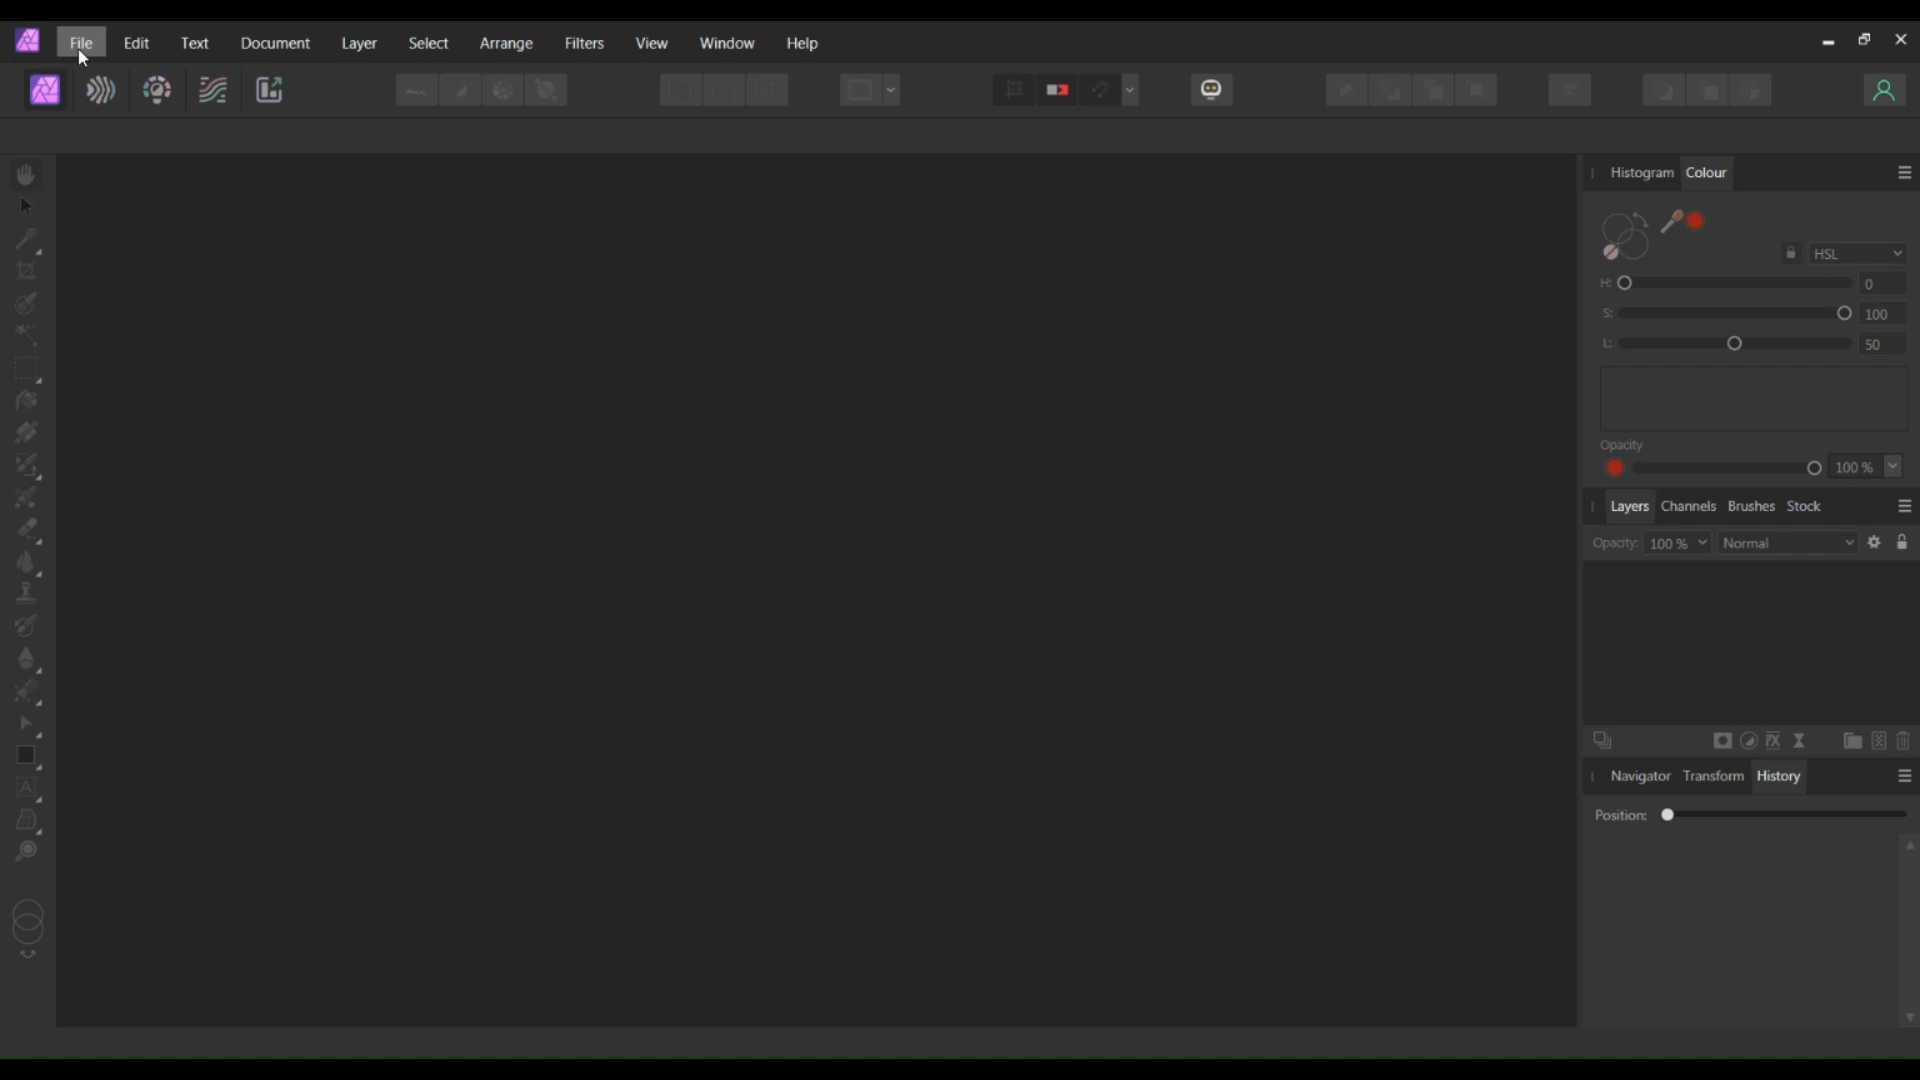 File Edit Text Document Layer Select Arrange Filters View Window Help
Histogram Colour
HSL
H: 0
S: 100
L: 50
Opacity
100 %
Layers Channels Brushes Stock
Opacity: 100 % Normal
Navigator Transform History
Position: